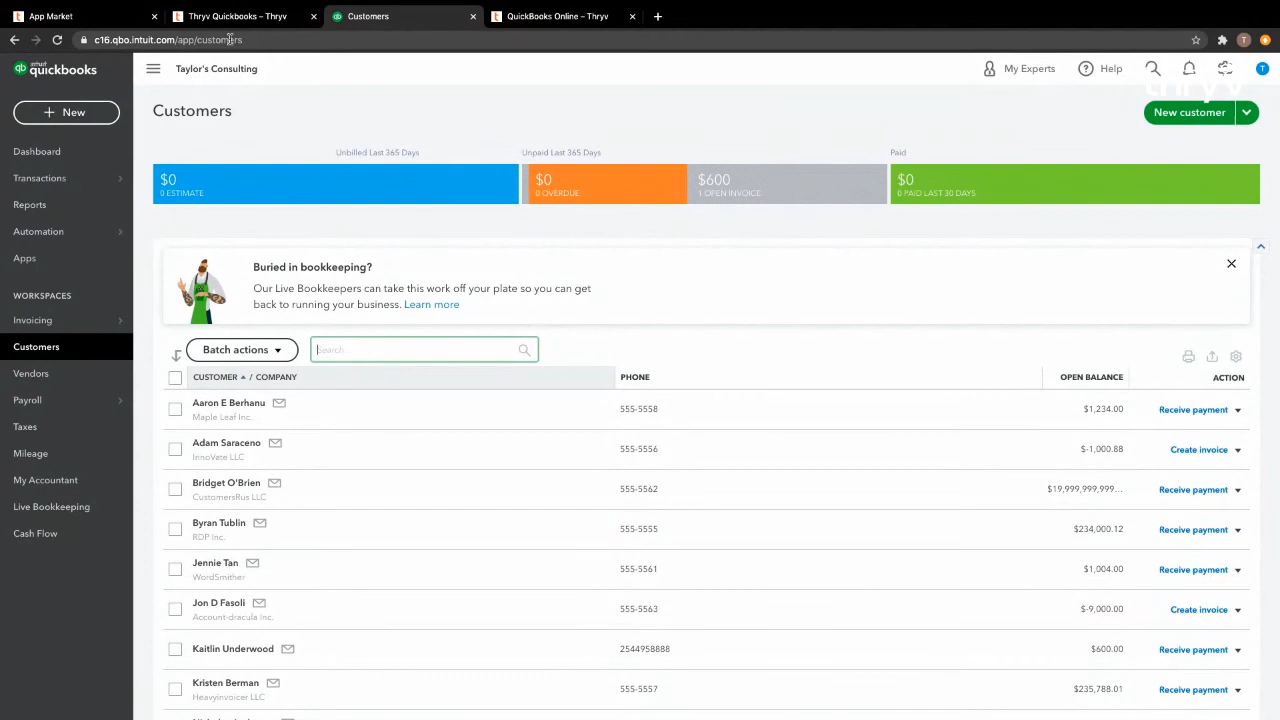 App Market
Thryv Quickbooks – Thryv
Customers
QuickBooks Online – Thryv
c16.qbo.intuit.com/app/customers
T
intuit
quickbooks
Taylor's Consulting
My Experts
Help
T
thryv
New
Customers
New customer
Dashboard
Transactions
Reports
Automation
Apps
WORKSPACES
Invoicing
Customers
Vendors
Payroll
Taxes
Mileage
My Accountant
Live Bookkeeping
Cash Flow
Unbilled Last 365 Days
Unpaid Last 365 Days
Paid
$0
0 ESTIMATE
$0
0 OVERDUE
$600
1 OPEN INVOICE
$0
0 PAID LAST 30 DAYS
Buried in bookkeeping?
Our Live Bookkeepers can take this work off your plate so you can get
back to running your business. Learn more
Batch actions
Search
CUSTOMER / COMPANY PHONE OPEN BALANCE ACTION
Aaron E Berhanu 555-5558 $1,234.00 Receive payment
Maple Leaf Inc.
Adam Saraceno 555-5556 $-1,000.88 Create invoice
InnoVate LLC
Bridget O'Brien 555-5562 $19,999,999,999... Receive payment
CustomersRus LLC
Byran Tublin 555-5555 $234,000.12 Receive payment
RDP Inc.
Jennie Tan 555-5561 $1,004.00 Receive payment
WordSmither
Jon D Fasoli 555-5563 $-9,000.00 Create invoice
Account-dracula Inc.
Kaitlin Underwood 2544958888 $600.00 Receive payment
Kristen Berman 555-5557 $235,788.01 Receive payment
Heavyinvoicer LLC